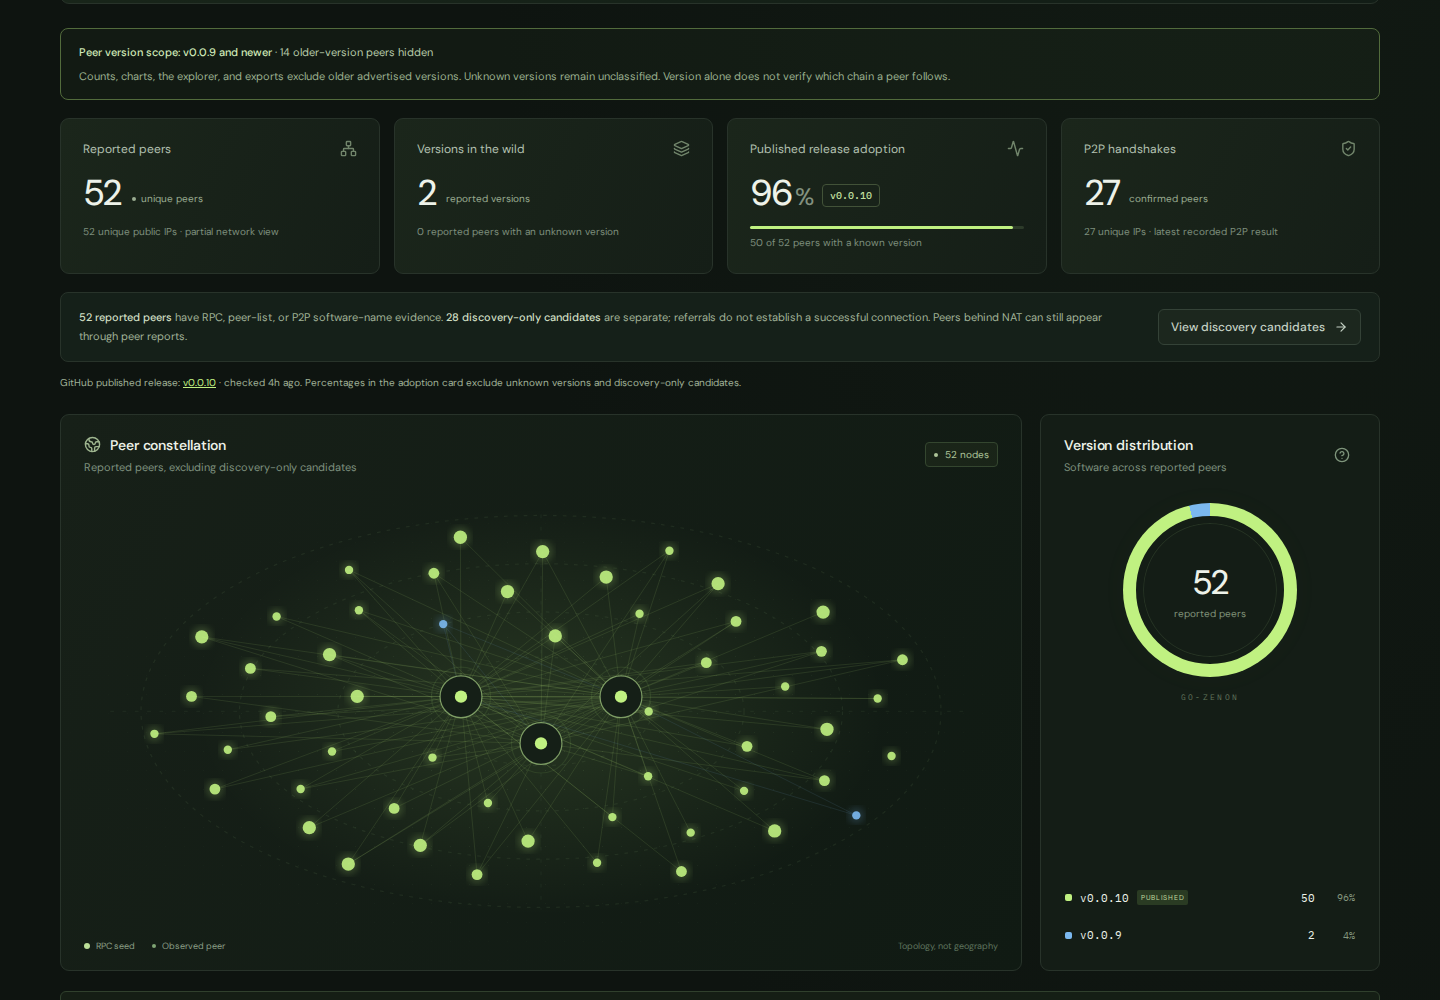 Peer version scope: v0.0.9 and newer · 14 older-version peers hidden
Counts, charts, the explorer, and exports exclude older advertised versions. Unknown versions remain unclassified. Version alone does not verify which chain a peer follows.
Reported peers
52 unique peers
52 unique public IPs · partial network view
Versions in the wild
2 reported versions
0 reported peers with an unknown version
Published release adoption
96% v0.0.10
50 of 52 peers with a known version
P2P handshakes
27 confirmed peers
27 unique IPs · latest recorded P2P result
52 reported peers have RPC, peer-list, or P2P software-name evidence. 28 discovery-only candidates are separate; referrals do not establish a successful connection. Peers behind NAT can still appear
through peer reports.
View discovery candidates
GitHub published release: v0.0.10 · checked 4h ago. Percentages in the adoption card exclude unknown versions and discovery-only candidates.
Peer constellation
Reported peers, excluding discovery-only candidates
52 nodes
RPC seed
Observed peer
Topology, not geography
Version distribution
Software across reported peers
52
reported peers
GO-ZENON
v0.0.10 PUBLISHED 50 96%
v0.0.9 2 4%